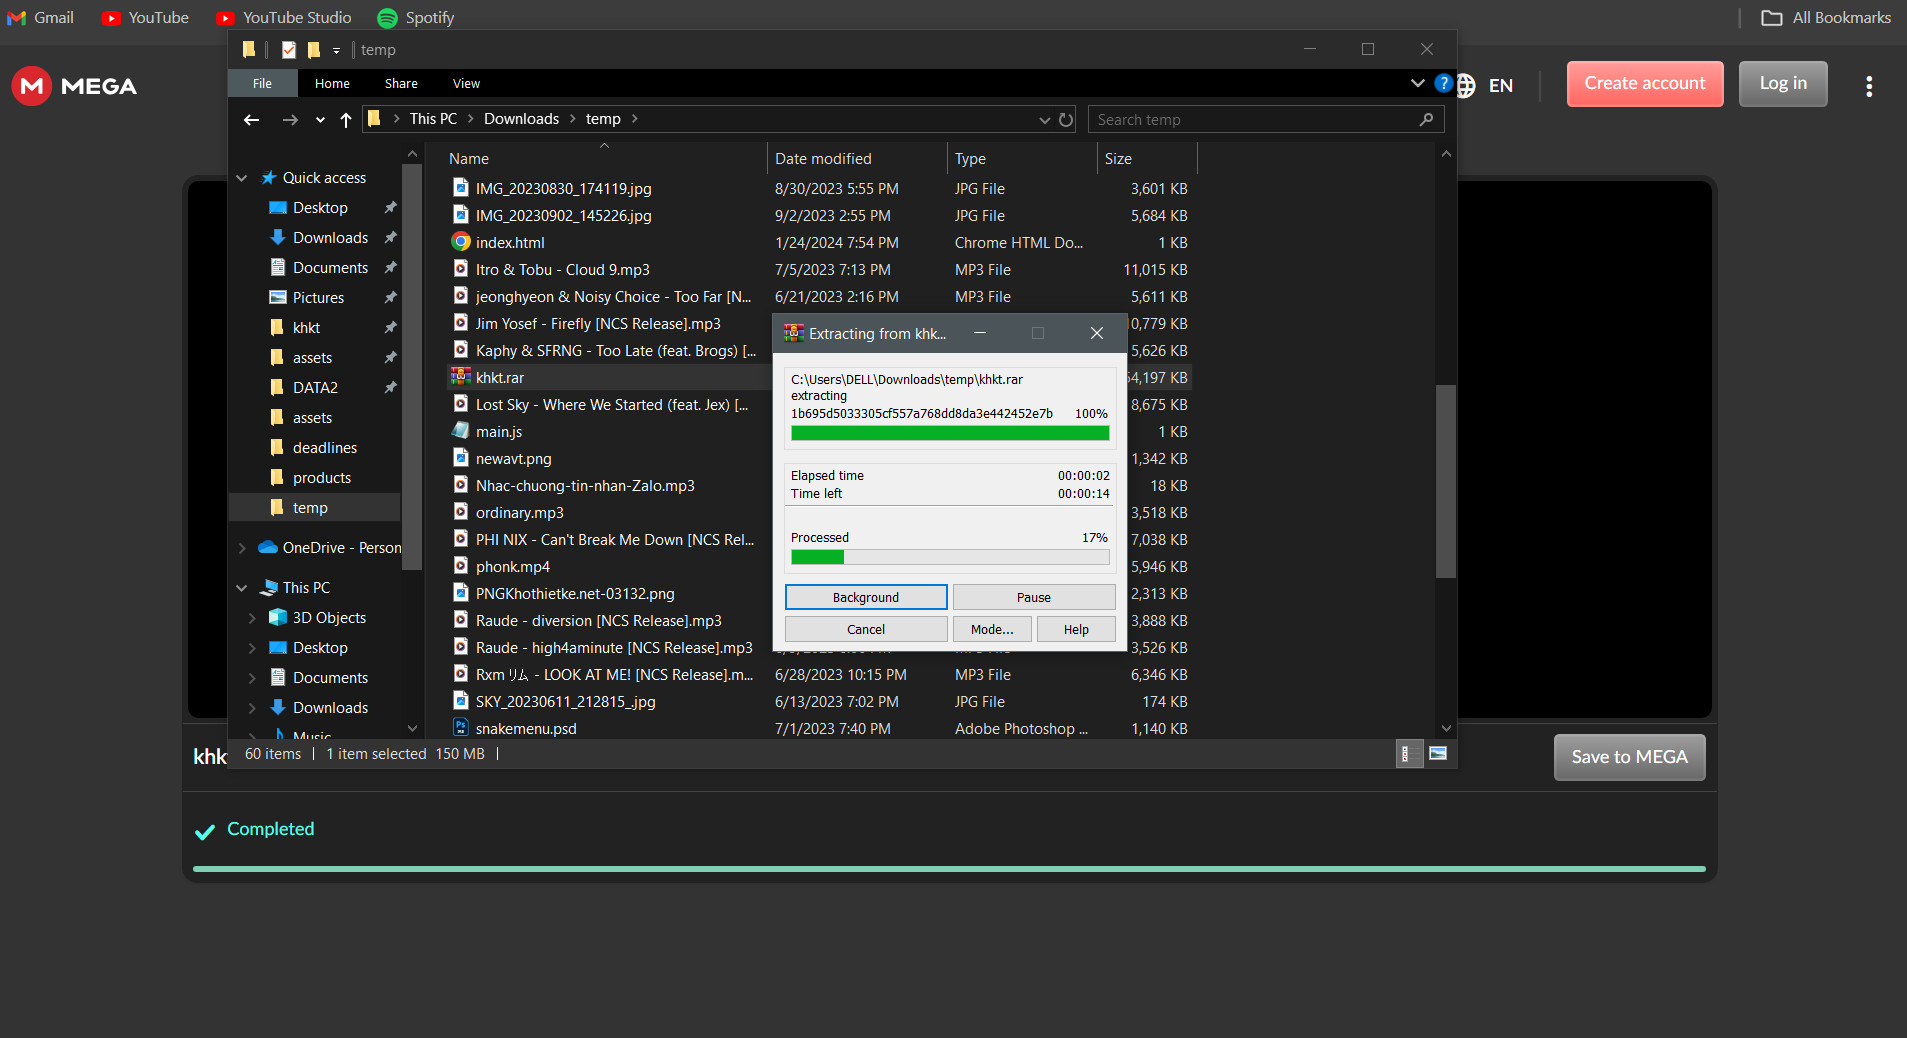 Gmail YouTube YouTube Studio Spotify All Bookmarks
temp
MEGA
File Home Share View
EN Create account Log in
This PC Downloads temp
Search temp
Name Date modified Type Size
Quick access
Desktop
Downloads
Documents
Pictures
khkt
assets
DATA2
assets
deadlines
products
temp
OneDrive - Person
This PC
3D Objects
Desktop
Documents
Downloads
Music
IMG_20230830_174119.jpg 8/30/2023 5:55 PM JPG File 3,601 KB
IMG_20230902_145226.jpg 9/2/2023 2:55 PM JPG File 5,684 KB
index.html 1/24/2024 7:54 PM Chrome HTML Do... 1 KB
Itro & Tobu - Cloud 9.mp3 7/5/2023 7:13 PM MP3 File 11,015 KB
jeonghyeon & Noisy Choice - Too Far [N... 6/21/2023 2:16 PM MP3 File 5,611 KB
Jim Yosef - Firefly [NCS Release].mp3 0,779 KB
Kaphy & SFRNG - Too Late (feat. Brogs) [... 5,626 KB
khkt.rar 4,197 KB
Lost Sky - Where We Started (feat. Jex) [... 8,675 KB
main.js 1 KB
newavt.png 1,342 KB
Nhac-chuong-tin-nhan-Zalo.mp3 18 KB
ordinary.mp3 3,518 KB
PHI NIX - Can't Break Me Down [NCS Rel... 7,038 KB
phonk.mp4 5,946 KB
PNGKhothietke.net-03132.png 2,313 KB
Raude - diversion [NCS Release].mp3 3,888 KB
Raude - high4aminute [NCS Release].mp3 3,526 KB
Rxm リム - LOOK AT ME! [NCS Release].m... 6/28/2023 10:15 PM MP3 File 6,346 KB
SKY_20230611_212815_.jpg 6/13/2023 7:02 PM JPG File 174 KB
snakemenu.psd 7/1/2023 7:40 PM Adobe Photoshop ... 1,140 KB
Extracting from khk...
C:\Users\DELL\Downloads\temp\khkt.rar
extracting
1b695d5033305cf557a768dd8da3e442452e7b 100%
Elapsed time 00:00:02
Time left 00:00:14
Processed 17%
Background Pause
Cancel Mode... Help
60 items 1 item selected 150 MB
khk Save to MEGA
Completed